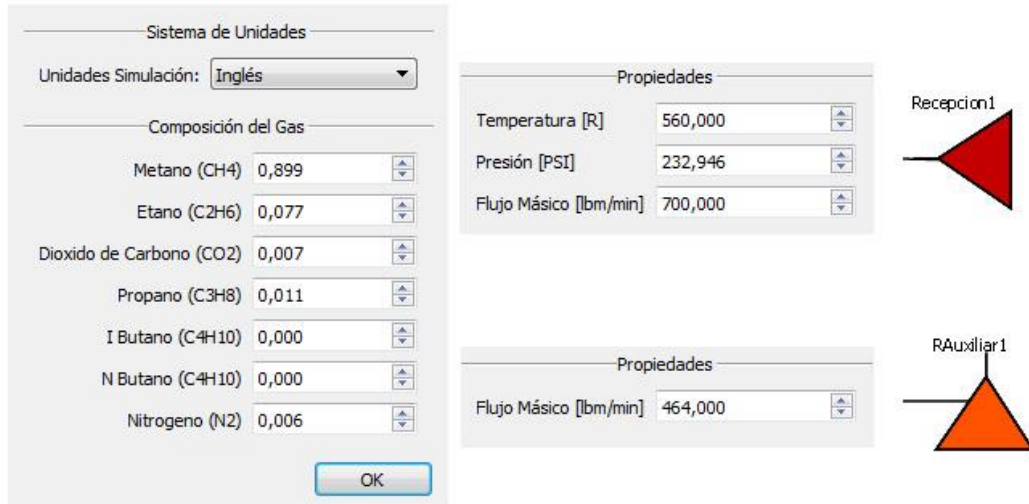 Sistema de Unidades
Unidades Simulación: Inglés
Composición del Gas
Metano (CH4) 0,899
Etano (C2H6) 0,077
Dioxido de Carbono (CO2) 0,007
Propano (C3H8) 0,011
I Butano (C4H10) 0,000
N Butano (C4H10) 0,000
Nitrogeno (N2) 0,006
OK
Propiedades
Temperatura [R] 560,000
Presión [PSI] 232,946
Flujo Másico [lbm/min] 700,000
Recepcion1
Propiedades
Flujo Másico [lbm/min] 464,000
RAuxiliar1